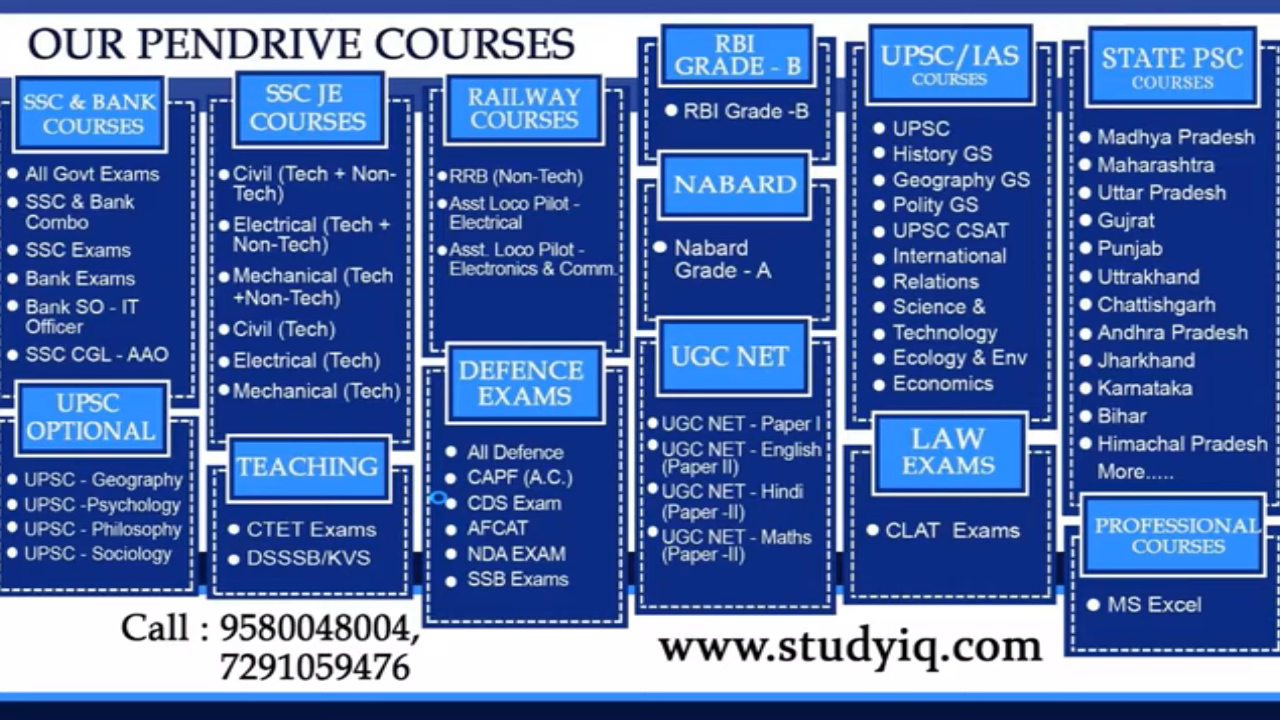 OUR PENDRIVE COURSES
SSC & BANK
COURSES
All Govt Exams
SSC & Bank
Combo
SSC Exams
Bank Exams
Bank SO - IT
Officer
SSC CGL - AAO
UPSC
OPTIONAL
UPSC - Geography
UPSC -Psychology
UPSC - Philosophy
UPSC - Sociology
SSC JE
COURSES
Civil (Tech + Non-
Tech)
Electrical (Tech +
Non-Tech)
Mechanical (Tech
+Non-Tech)
Civil (Tech)
Electrical (Tech)
Mechanical (Tech)
TEACHING
CTET Exams
DSSSB/KVS
RAILWAY
COURSES
RRB (Non-Tech)
Asst Loco Pilot -
Electrical
Asst. Loco Pilot -
Electronics & Comm.
DEFENCE
EXAMS
All Defence
CAPF (A.C.)
CDS Exam
AFCAT
NDA EXAM
SSB Exams
RBI
GRADE - B
RBI Grade -B
NABARD
Nabard
Grade - A
UGC NET
UGC NET - Paper I
UGC NET - English
(Paper II)
UGC NET - Hindi
(Paper -II)
UGC NET - Maths
(Paper -II)
UPSC/IAS
COURSES
UPSC
History GS
Geography GS
Polity GS
UPSC CSAT
International
Relations
Science &
Technology
Ecology & Env
Economics
LAW
EXAMS
CLAT Exams
STATE PSC
COURSES
Madhya Pradesh
Maharashtra
Uttar Pradesh
Gujrat
Punjab
Uttrakhand
Chattishgarh
Andhra Pradesh
Jharkhand
Karnataka
Bihar
Himachal Pradesh
More.....
PROFESSIONAL
COURSES
MS Excel
Call : 9580048004,
7291059476
www.studyiq.com